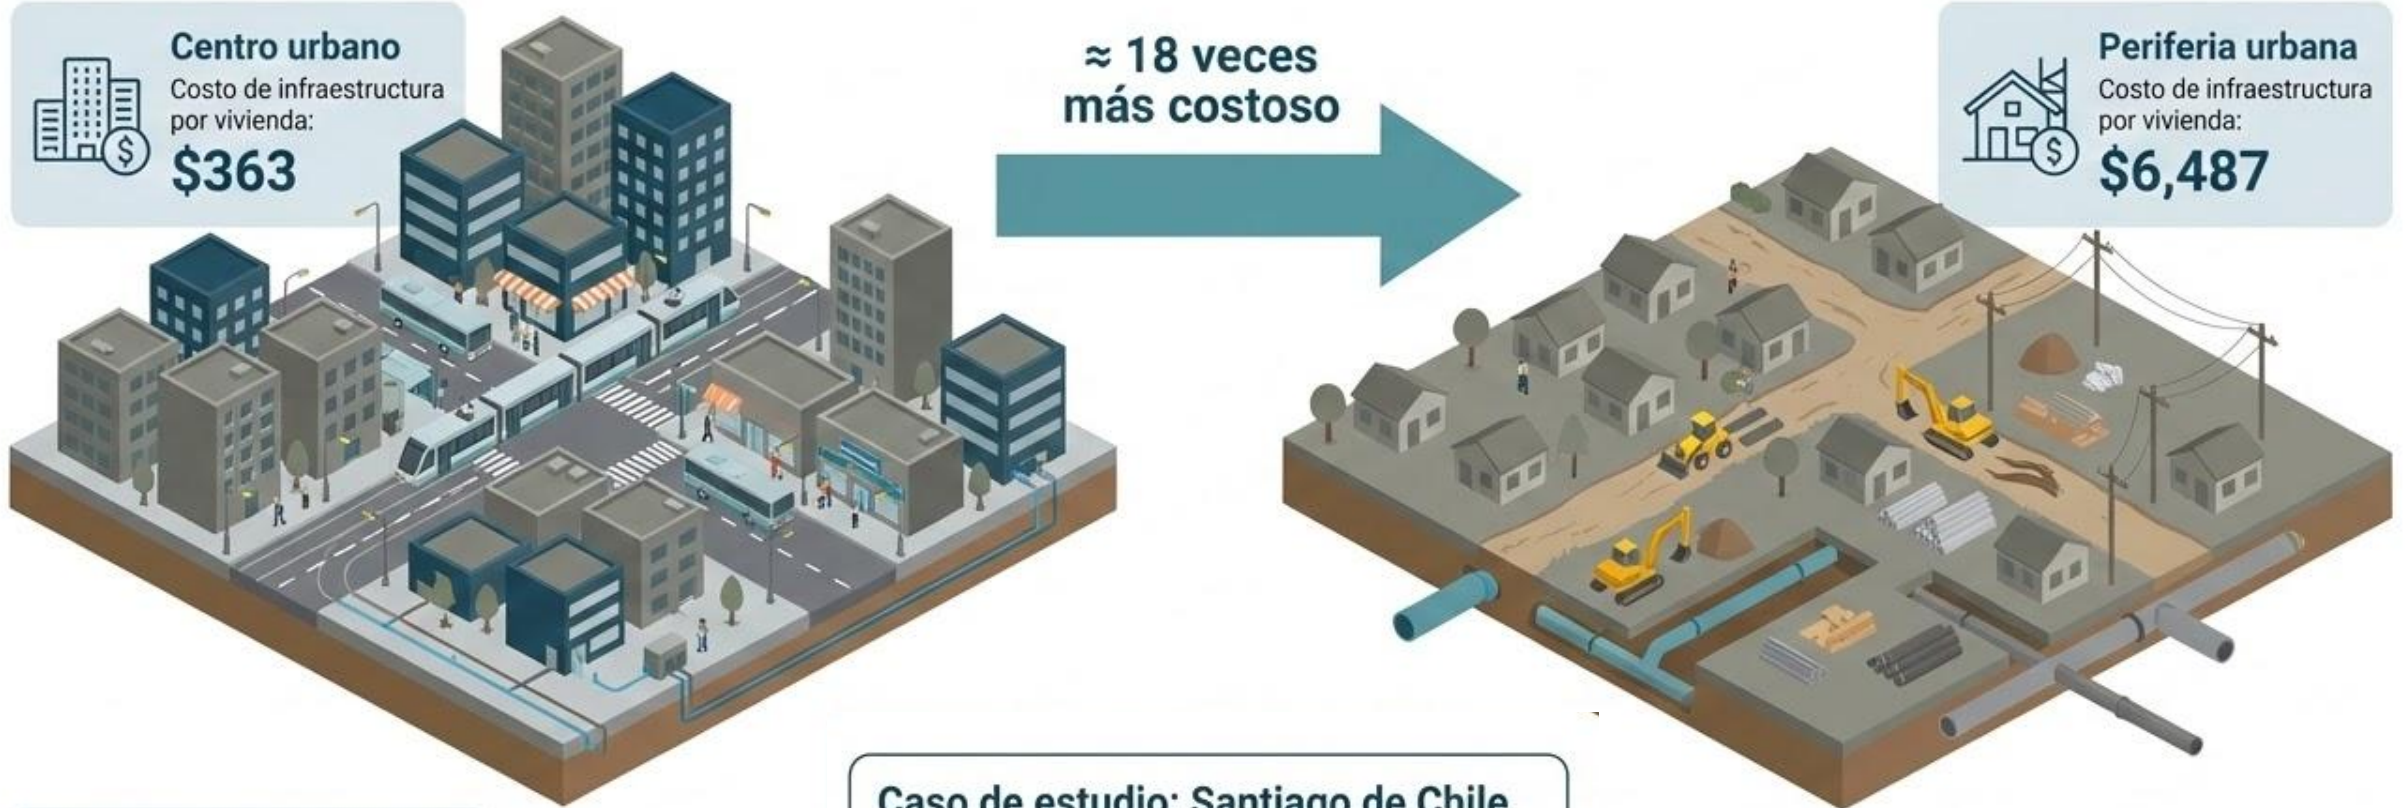 Centro urbano
Costo de infraestructura
por vivienda:
$363
≈ 18 veces
más costoso
Periferia urbana
Costo de infraestructura
por vivienda:
$6,487
Caso de estudio: Santiago de Chile